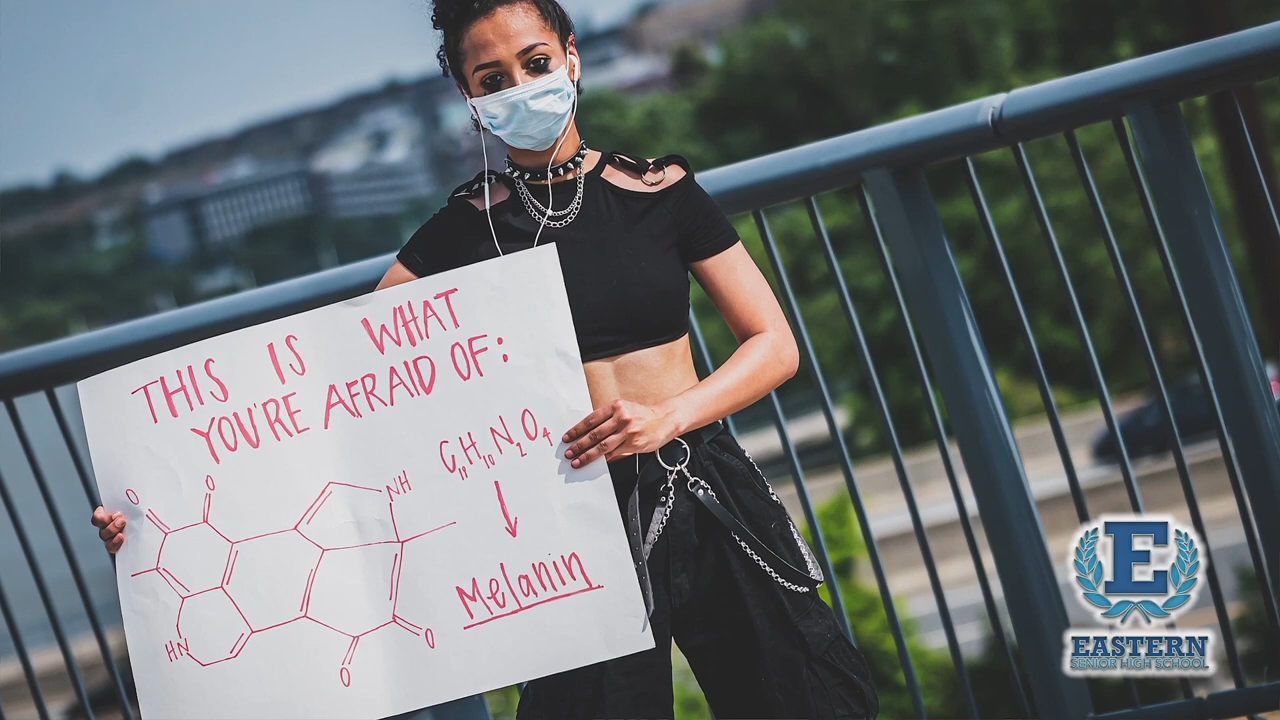 THIS IS WHAT
YOU'RE AFRAID OF:
C₁₈H₁₀N₂O₄
Melanin
O
O
NH
HN
O
O
E
EASTERN
SENIOR HIGH SCHOOL